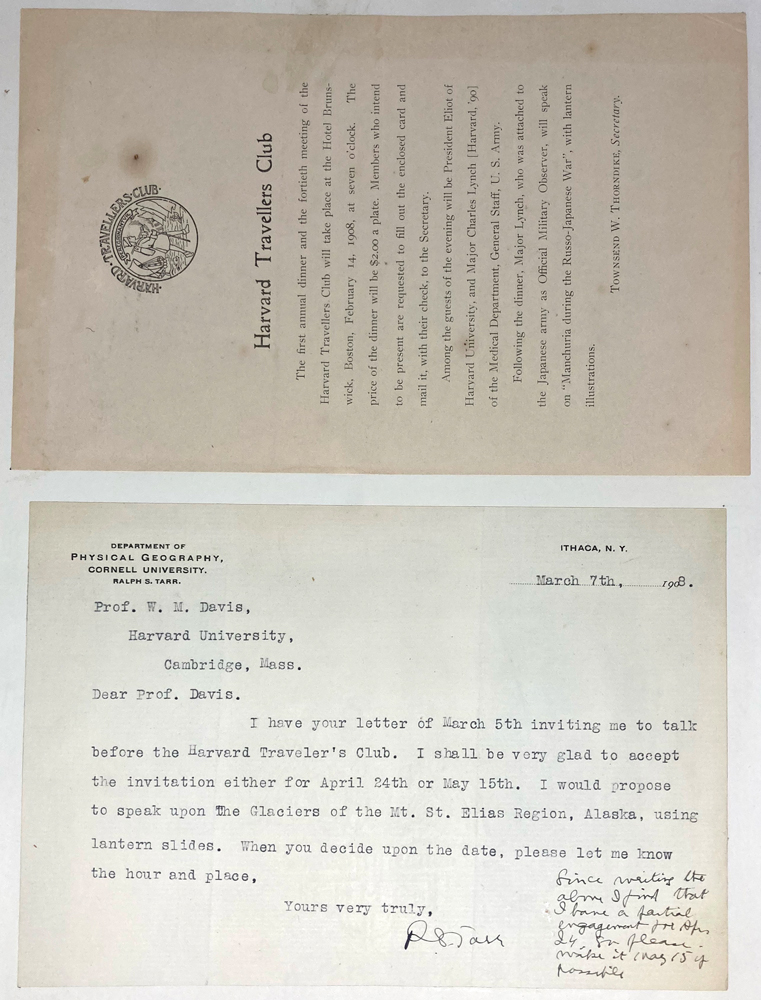 HARVARD·TRAVELLERS·CLUB·
Harvard Travellers Club
The first annual dinner and the fortieth meeting of the
Harvard Travellers Club will take place at the Hotel Bruns-
wick, Boston, February 14, 1908, at seven o'clock. The
price of the dinner will be $2.00 a plate. Members who intend
to be present are requested to fill out the enclosed card and
mail it, with their check, to the Secretary.
Among the guests of the evening will be President Eliot of
Harvard University, and Major Charles Lynch [Harvard, '90]
of the Medical Department, General Staff, U. S. Army.
Following the dinner, Major Lynch, who was attached to
the Japanese army as Official Military Observer, will speak
on "Manchuria during the Russo-Japanese War", with lantern
illustrations.
TOWNSEND W. THORNDIKE, Secretary.
DEPARTMENT OF
PHYSICAL GEOGRAPHY,
CORNELL UNIVERSITY.
RALPH S. TARR.
ITHACA, N. Y.
March 7th, 1908.
Prof. W. M. Davis,
Harvard University,
Cambridge, Mass.
Dear Prof. Davis.
I have your letter of March 5th inviting me to talk
before the Harvard Traveler's Club. I shall be very glad to accept
the invitation either for April 24th or May 15th. I would propose
to speak upon The Glaciers of the Mt. St. Elias Region, Alaska, using
lantern slides. When you decide upon the date, please let me know
the hour and place,
Yours very truly,
R S Tarr
Since writing the
above I find that
I have a partial
engagement for Apr
24, so please
make it May 15 if
possible